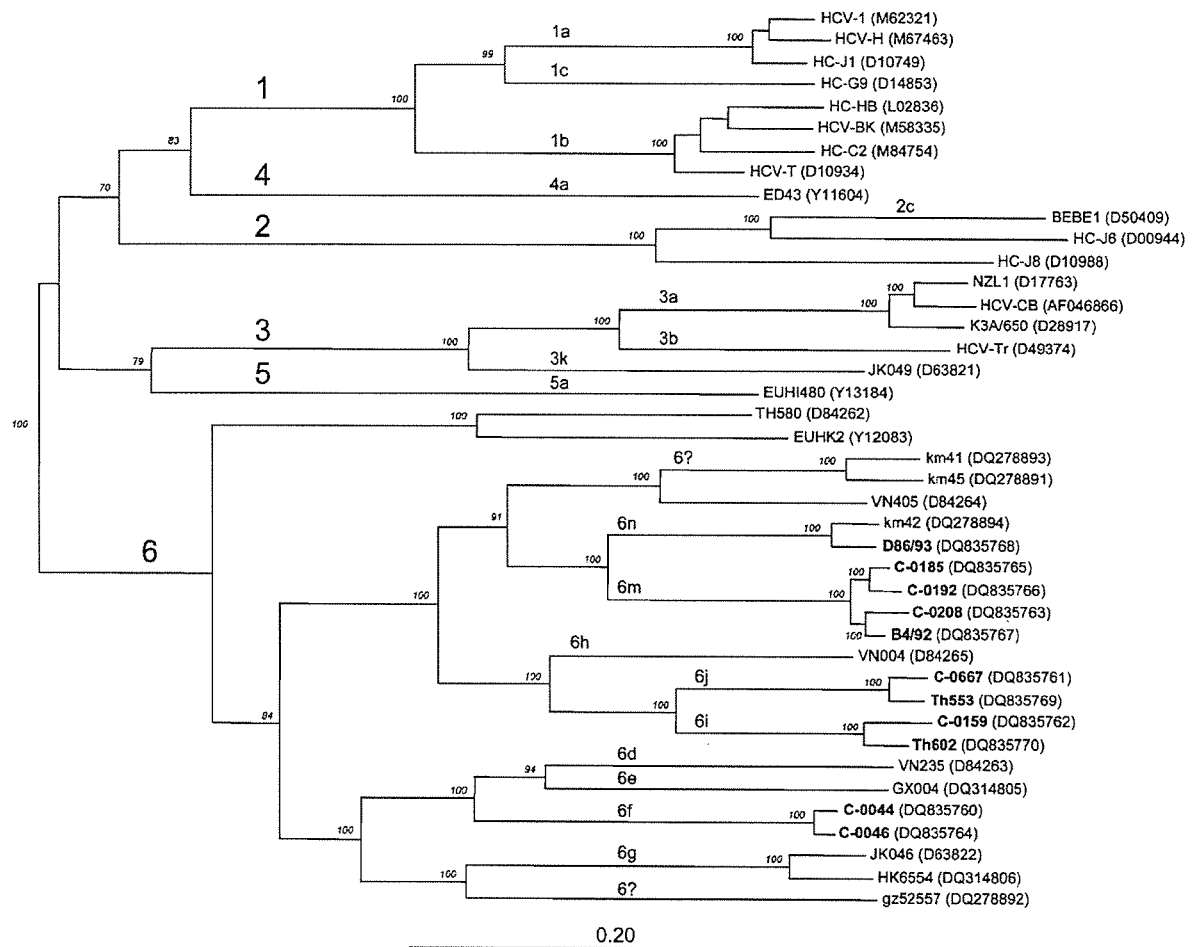 HCV-1 (M62321)
1a
100
HCV-H (M67463)
99
HC-J1 (D10749)
1c
HC-G9 (D14853)
1
100
HC-HB (L02836)
HCV-BK (M58335)
83
1b
100
HC-C2 (M84754)
HCV-T (D10934)
70
4
4a
ED43 (Y11604)
2c
BEBE1 (D50409)
2
100
100
HC-J6 (D00944)
HC-J8 (D10988)
NZL1 (D17763)
100
3a
100
HCV-CB (AF046866)
3
100
K3A/650 (D28917)
100
3b
HCV-Tr (D49374)
79
3k
JK049 (D63821)
5
5a
EUHI480 (Y13184)
100
TH580 (D84262)
100
EUHK2 (Y12083)
6?
100
km41 (DQ278893)
100
km45 (DQ278891)
VN405 (D84264)
91
6n
100
km42 (DQ278894)
D86/93 (DQ835768)
6
100
100
C-0185 (DQ835765)
6m
100
C-0192 (DQ835766)
100
C-0208 (DQ835763)
100
B4/92 (DQ835767)
6h
VN004 (D84265)
100
6j
100
C-0667 (DQ835761)
Th553 (DQ835769)
84
100
6i
100
C-0159 (DQ835762)
Th602 (DQ835770)
6d
VN235 (D84263)
94
6e
GX004 (DQ314805)
100
6f
100
C-0044 (DQ835760)
C-0046 (DQ835764)
100
6g
100
JK046 (D63822)
100
HK6554 (DQ314806)
6?
gz52557 (DQ278892)
0.20